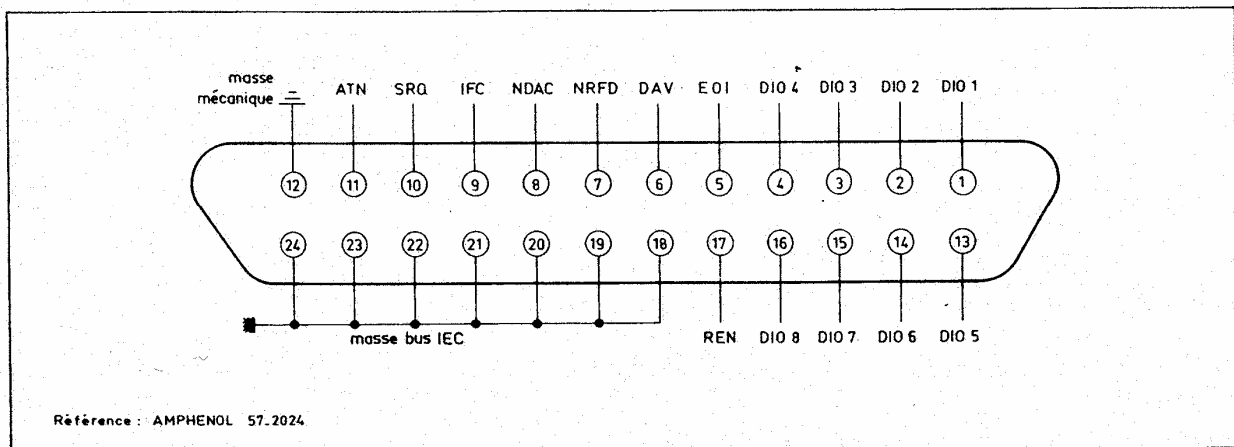 masse
mécanique
ATN SRQ IFC NDAC NRFD DAV EOI DIO 4 DIO 3 DIO 2 DIO 1
12 11 10 9 8 7 6 5 4 3 2 1
24 23 22 21 20 19 18 17 16 15 14 13
masse bus IEC
REN DIO 8 DIO 7 DIO 6 DIO 5
Référence : AMPHENOL 57_2024